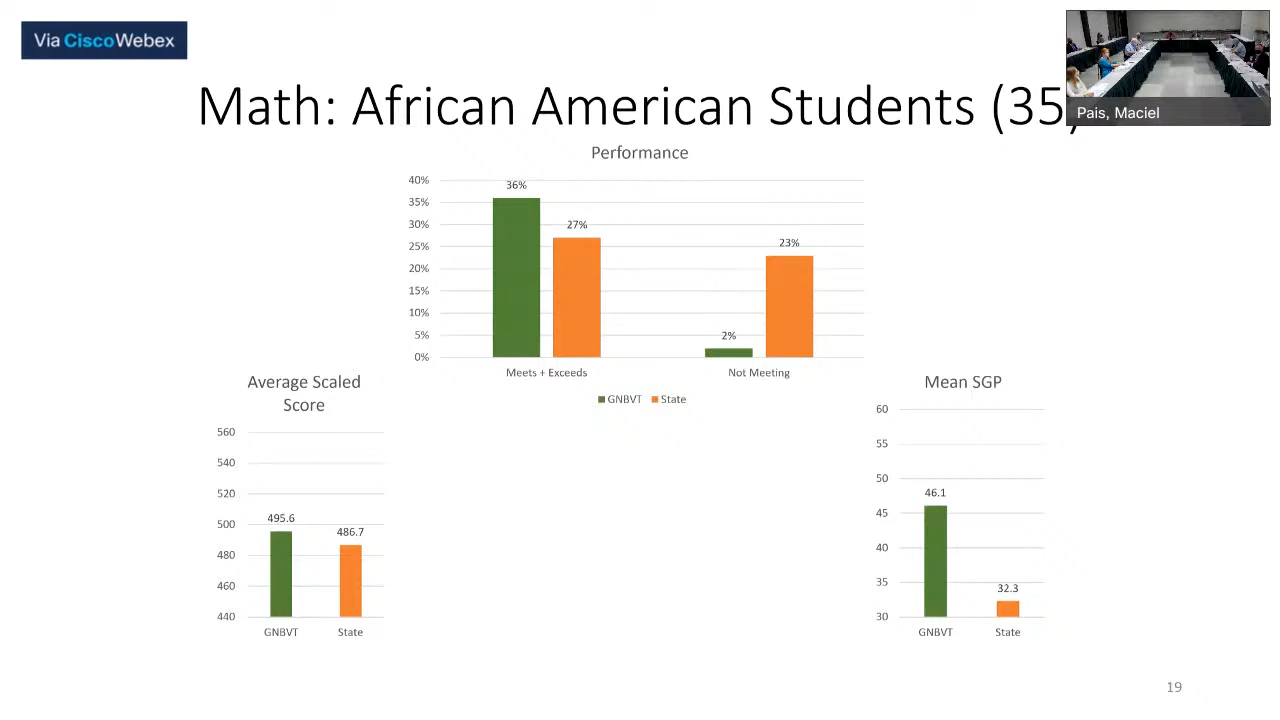 Via CiscoWebex
Pais, Maciel
Math: African American Students (35)
Performance
40%
35%
30%
25%
20%
15%
10%
5%
0%
36%
27%
2%
23%
Meets + Exceeds
Not Meeting
GNBVT State
Average Scaled
Score
560
540
520
500
480
460
440
495.6
486.7
GNBVT
State
Mean SGP
60
55
50
45
40
35
30
46.1
32.3
GNBVT
State
19